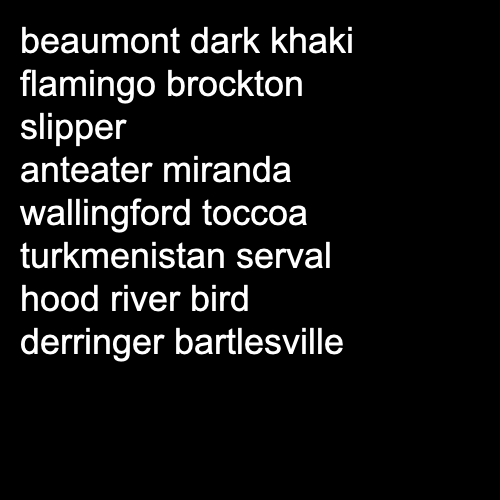 beaumont dark khaki
flamingo brockton
slipper
anteater miranda
wallingford toccoa
turkmenistan serval
hood river bird
derringer bartlesville